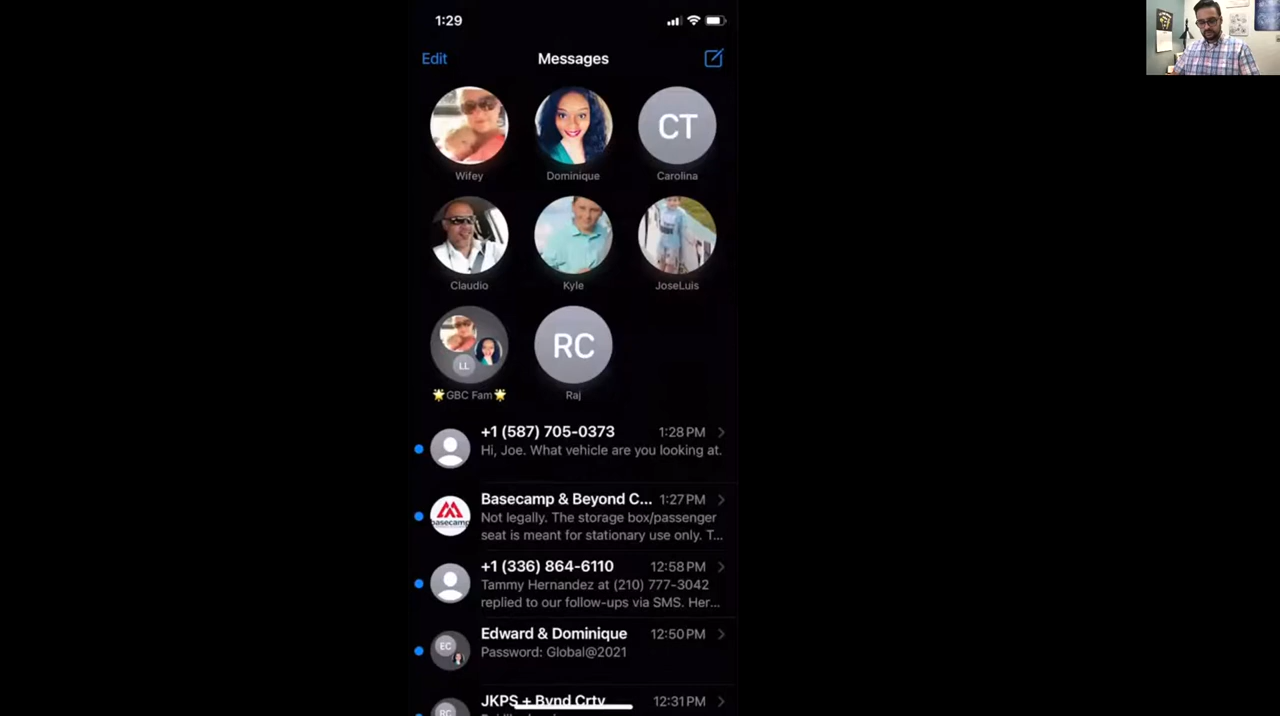 1:29
Edit
Messages
CT
Wifey
Dominique
Carolina
Claudio
Kyle
JoseLuis
LL
RC
🌟GBC Fam🌟
Raj
+1 (587) 705-0373
1:28 PM
Hi, Joe. What vehicle are you looking at.
Basecamp & Beyond C...
1:27 PM
basecamp
Not legally. The storage box/passenger
seat is meant for stationary use only. T...
+1 (336) 864-6110
12:58 PM
Tammy Hernandez at (210) 777-3042
replied to our follow-ups via SMS. Her...
Edward & Dominique
12:50 PM
EC
Password: Global@2021
JKPS + Bynd Crtv
12:31 PM
RC